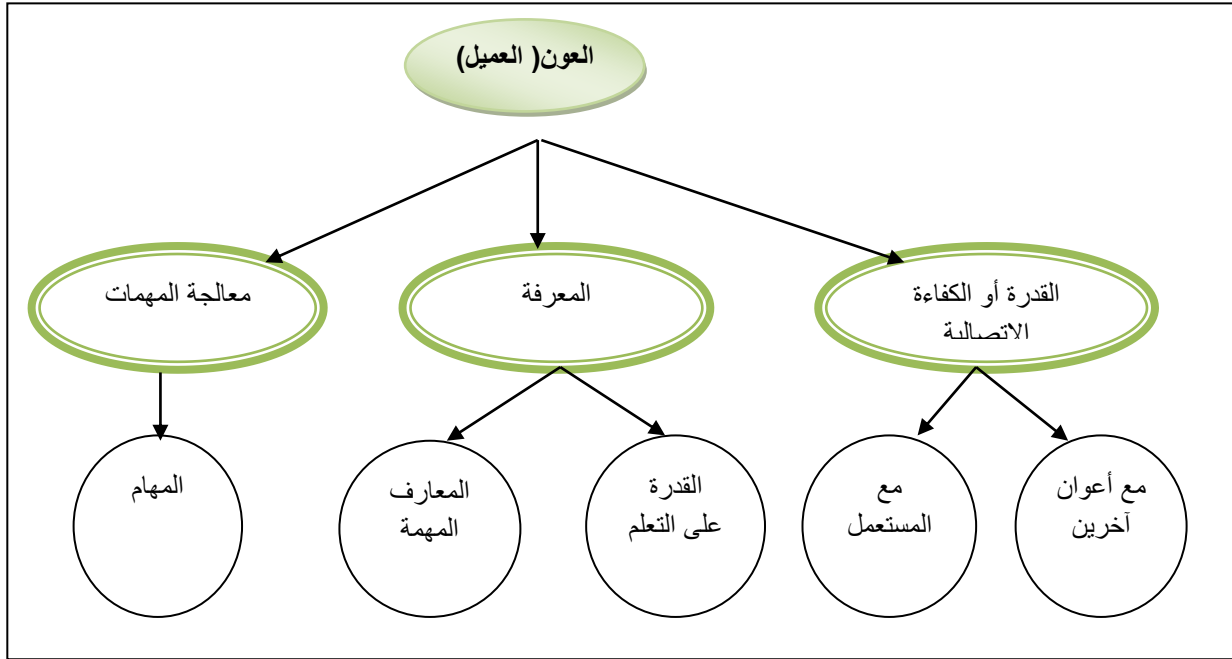 العون( العميل)
القدرة أو الكفاءة
الاتصالية
المعرفة
معالجة المهمات
مع أعوان
آخرين
مع
المستعمل
القدرة
على التعلم
المعارف
المهمة
المهام